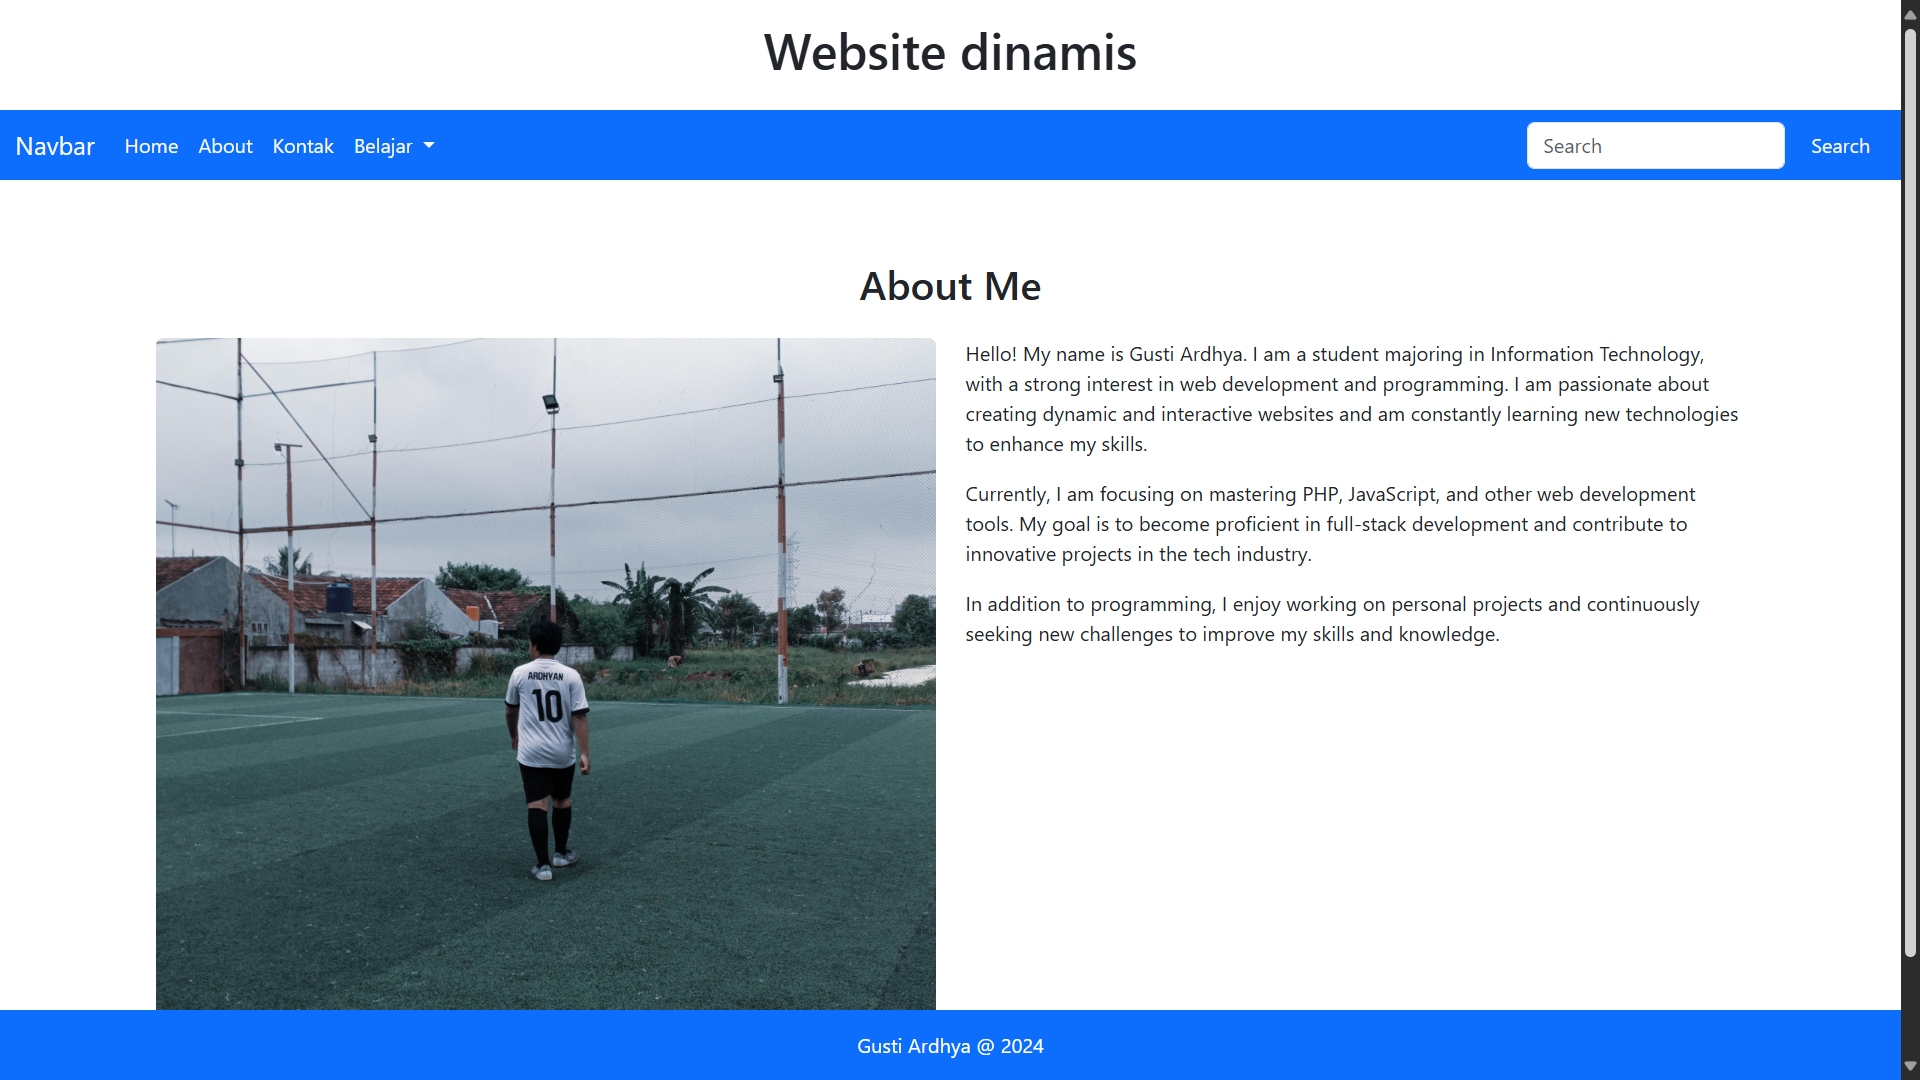 Website dinamis
Navbar Home About Kontak Belajar Search Search
About Me
Hello! My name is Gusti Ardhya. I am a student majoring in Information Technology,
with a strong interest in web development and programming. I am passionate about
creating dynamic and interactive websites and am constantly learning new technologies
to enhance my skills.
Currently, I am focusing on mastering PHP, JavaScript, and other web development
tools. My goal is to become proficient in full-stack development and contribute to
innovative projects in the tech industry.
In addition to programming, I enjoy working on personal projects and continuously
seeking new challenges to improve my skills and knowledge.
ARDHYAN
10
Gusti Ardhya @ 2024